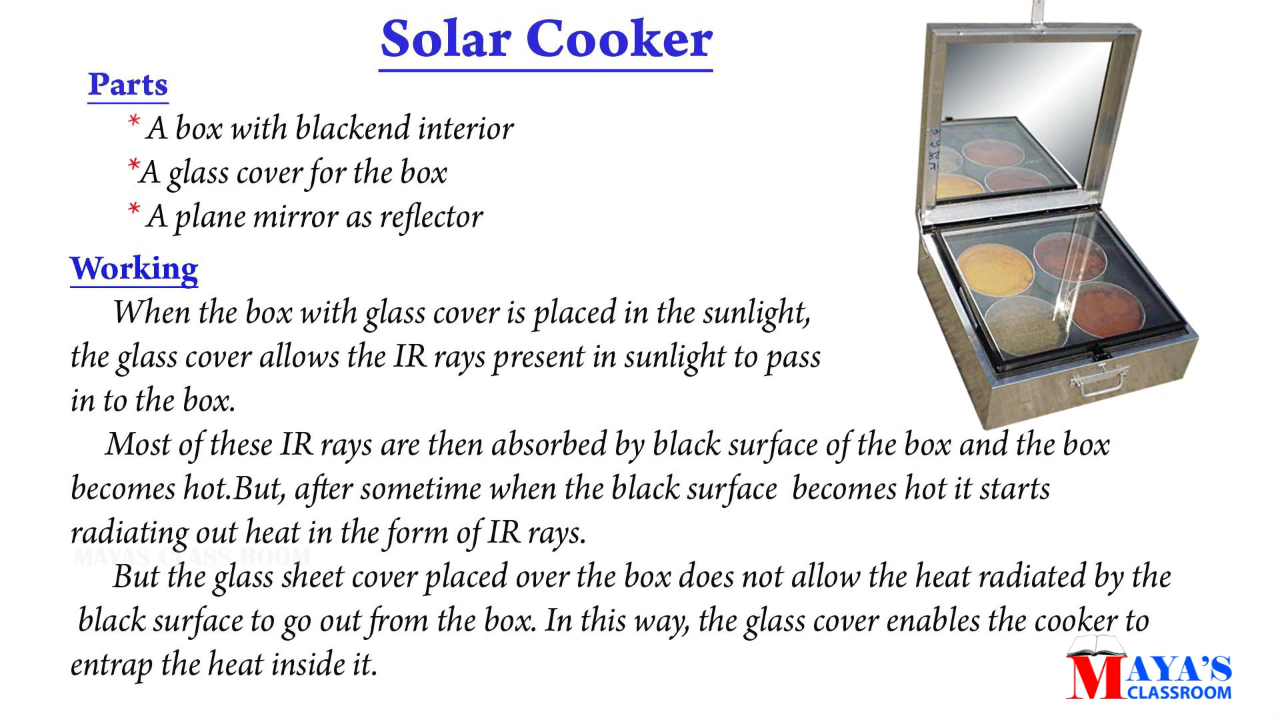 Solar Cooker
Parts
* A box with blackend interior
*A glass cover for the box
* A plane mirror as reflector
Working
When the box with glass cover is placed in the sunlight,
the glass cover allows the IR rays present in sunlight to pass
in to the box.
Most of these IR rays are then absorbed by black surface of the box and the box
becomes hot.But, after sometime when the black surface becomes hot it starts
radiating out heat in the form of IR rays.
MAYAS CLASS ROOM
But the glass sheet cover placed over the box does not allow the heat radiated by the
black surface to go out from the box. In this way, the glass cover enables the cooker to
entrap the heat inside it.
MAYA'S
CLASSROOM